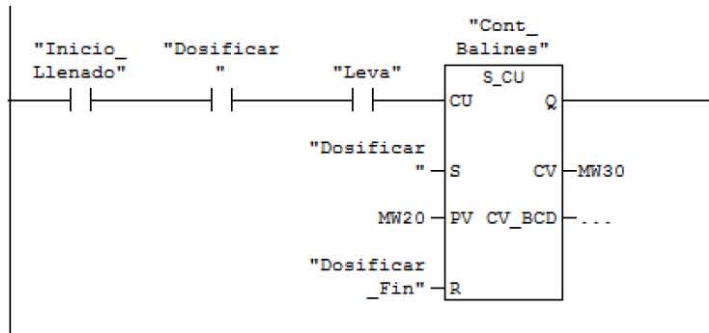 "Cont_
Balines"
"Inicio_
Llenado"
"Dosificar
"
"Leva"
S_CU
CU Q
"Dosificar
"
S CV MW30
MW20 PV CV_BCD ...
"Dosificar
_Fin"
R